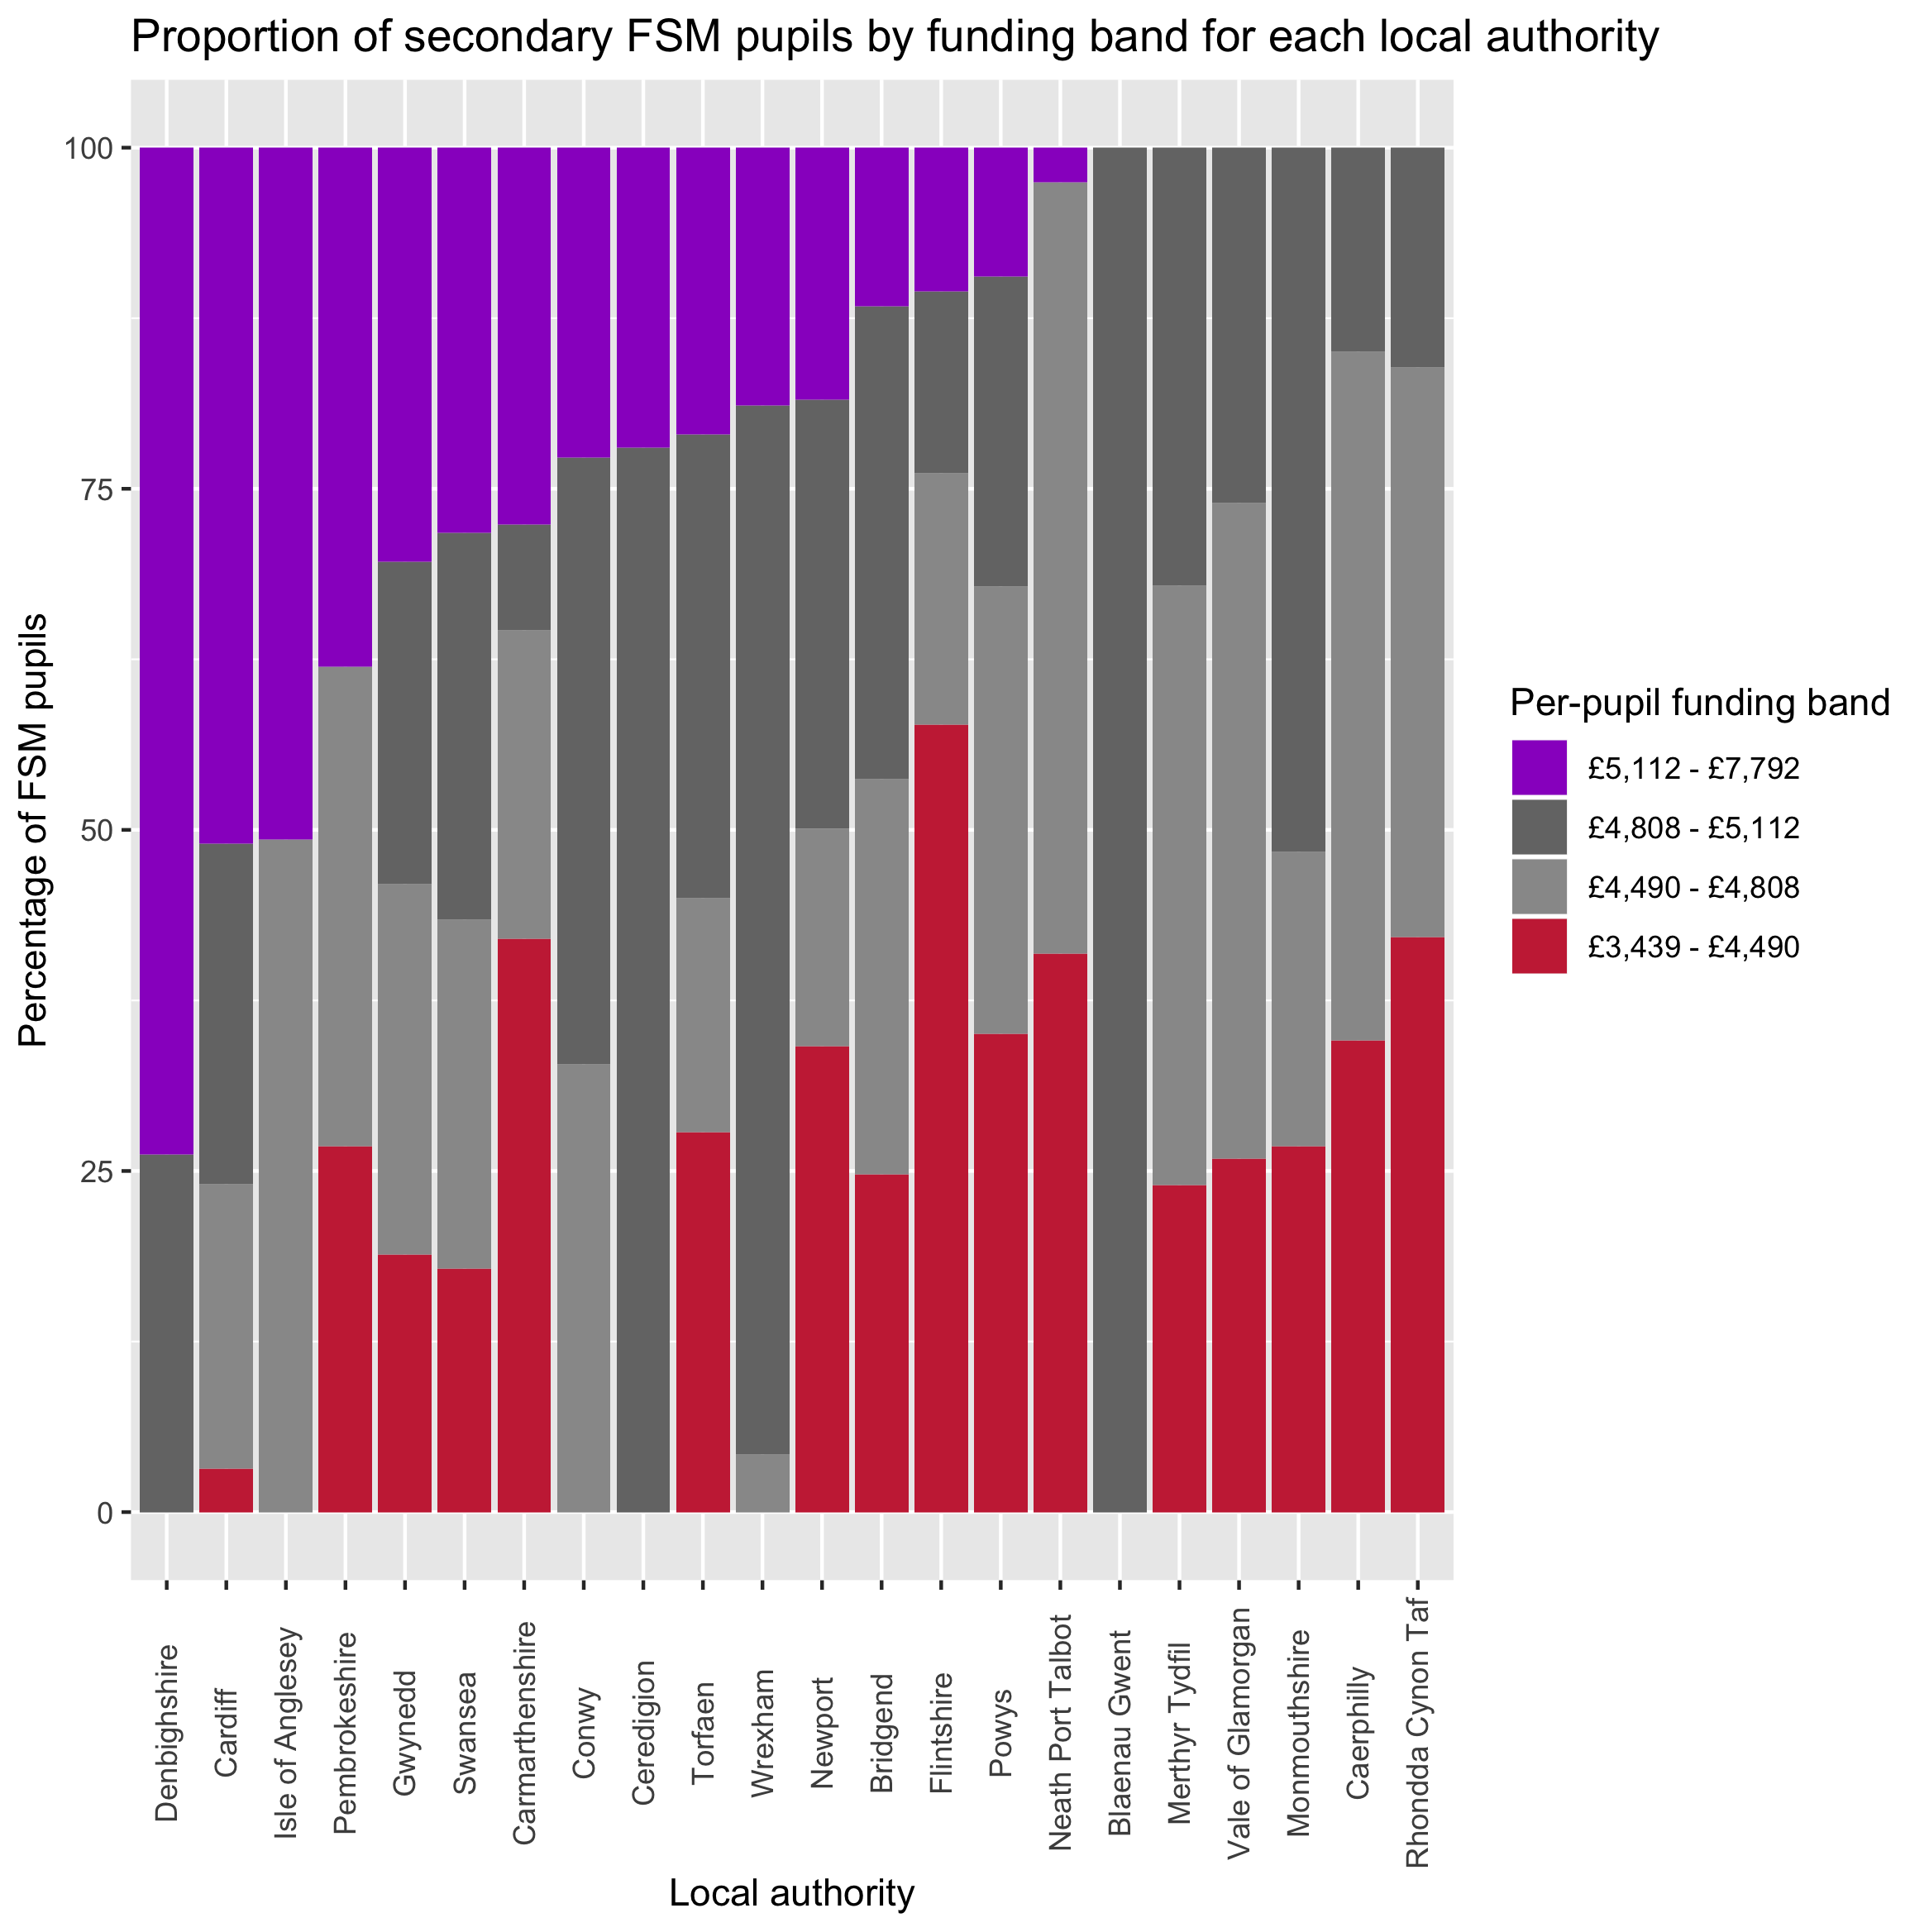 Proportion of secondary FSM pupils by funding band for each local authority
Percentage of FSM pupils
100
75
50
25
0
Denbighshire
Cardiff
Isle of Anglesey
Pembrokeshire
Gwynedd
Swansea
Carmarthenshire
Conwy
Ceredigion
Torfaen
Wrexham
Newport
Bridgend
Flintshire
Powys
Neath Port Talbot
Blaenau Gwent
Merthyr Tydfil
Vale of Glamorgan
Monmouthshire
Caerphilly
Rhondda Cynon Taf
Local authority
Per-pupil funding band
£5,112 - £7,792
£4,808 - £5,112
£4,490 - £4,808
£3,439 - £4,490